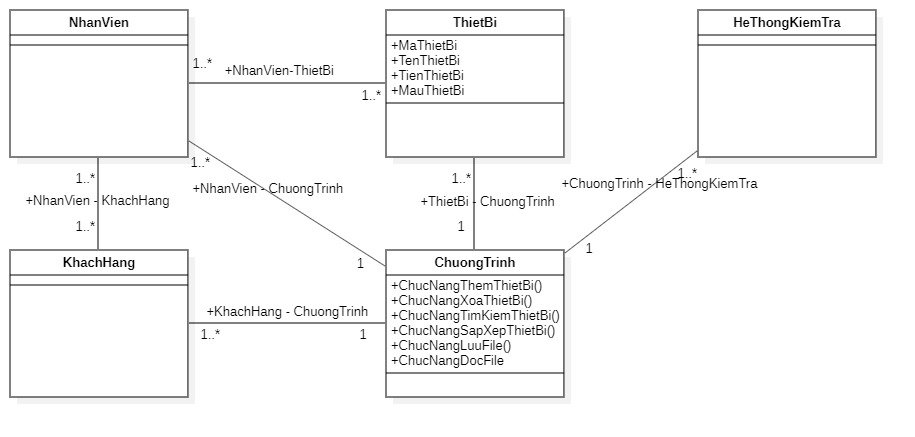 NhanVien
ThietBi
HeThongKiemTra
+MaThietBi
+TenThietBi
+TienThietBi
+MauThietBi
1..*
+NhanVien-ThietBi
1..*
1..*
+NhanVien - ChuongTrinh
1
1..*
+NhanVien - KhachHang
1..*
1..*
+ThietBi - ChuongTrinh
1
1..*
+ChuongTrinh - HeThongKiemTra
1
KhachHang
ChuongTrinh
+ChucNangThemThietBi()
+ChucNangXoaThietBi()
+ChucNangTimKiemThietBi()
+ChucNangSapXepThietBi()
+ChucNangLuuFile()
+ChucNangDocFile
+KhachHang - ChuongTrinh
1..*
1